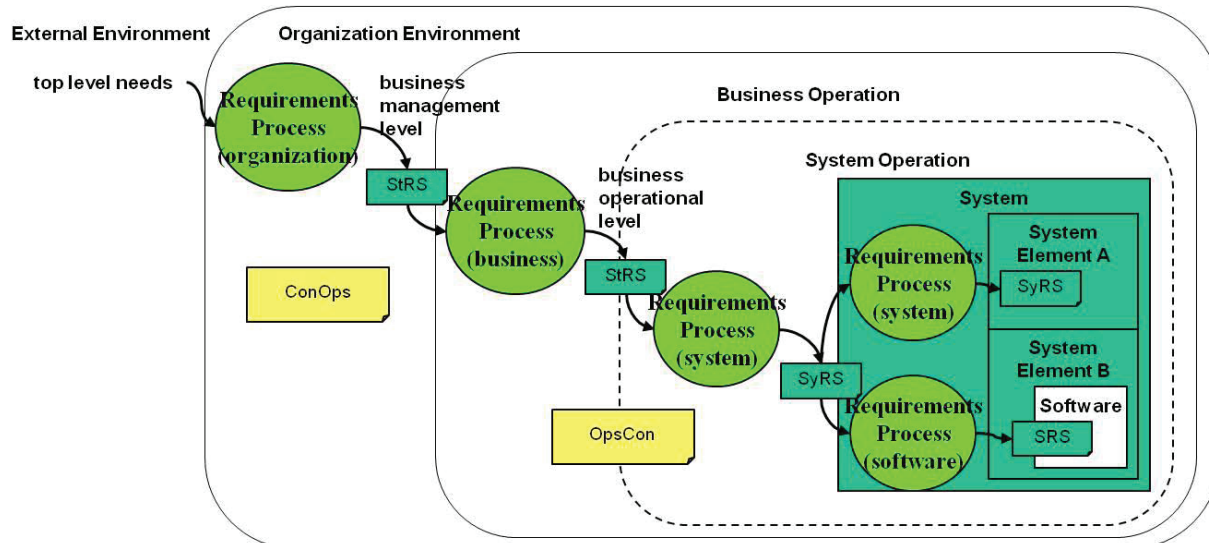 External Environment
Organization Environment
top level needs
Requirements
Process
(organization)
business
management
level
StRS
Business Operation
Requirements
Process
(business)
business
operational
level
StRS
System Operation
Requirements
Process
(system)
SyRS
System
Requirements
Process
(system)
System
Element A
SyRS
Requirements
Process
(software)
System
Element B
Software
SRS
ConOps
OpsCon